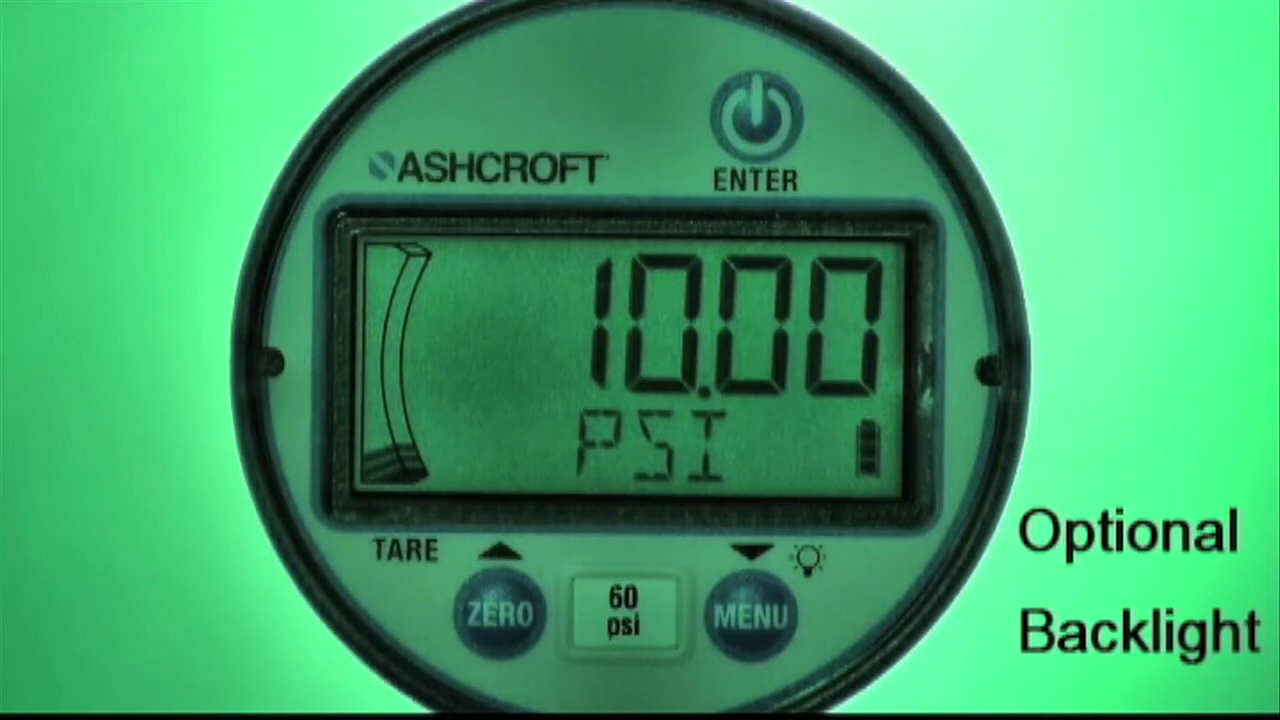 ASHCROFT
ENTER
10.00
PSI
TARE
ZERO
60
psi
MENU
Optional
Backlight